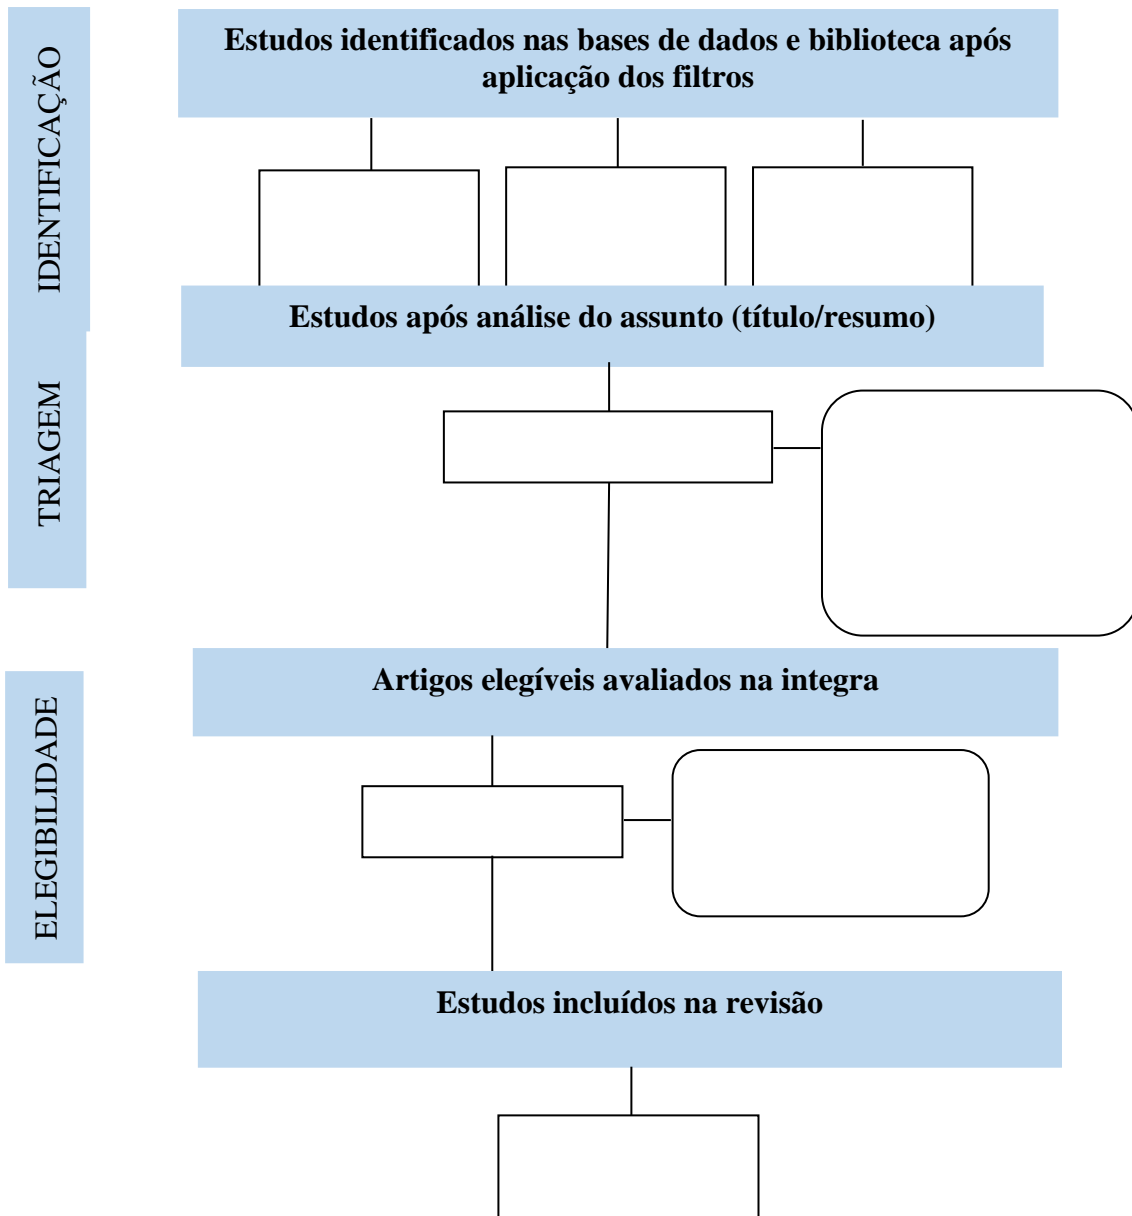 IDENTIFICAÇÃO
Estudos identificados nas bases de dados e biblioteca após
aplicação dos filtros
Estudos após análise do assunto (título/resumo)
TRIAGEM
Artigos elegíveis avaliados na integra
ELEGIBILIDADE
Estudos incluídos na revisão